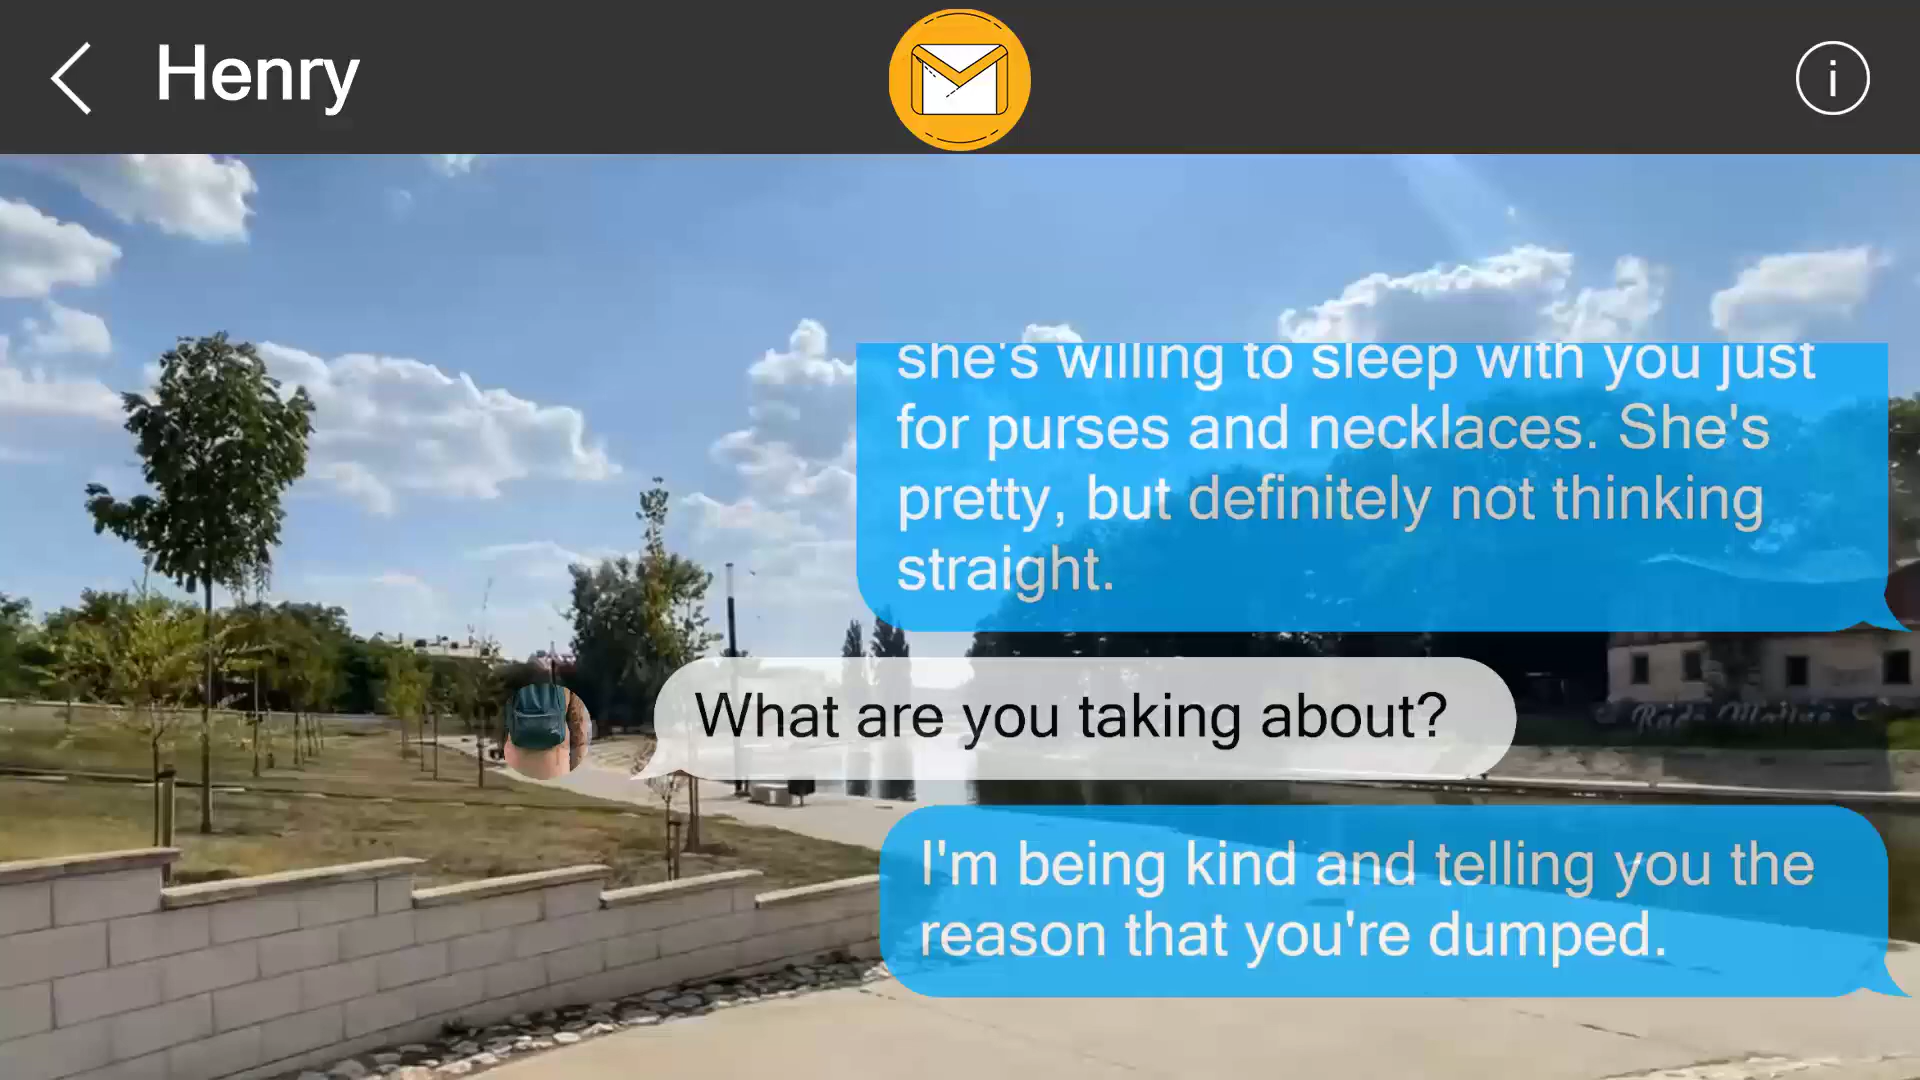 Henry
she's willing to sleep with you just
for purses and necklaces. She's
pretty, but definitely not thinking
straight.
What are you taking about?
I'm being kind and telling you the
reason that you're dumped.